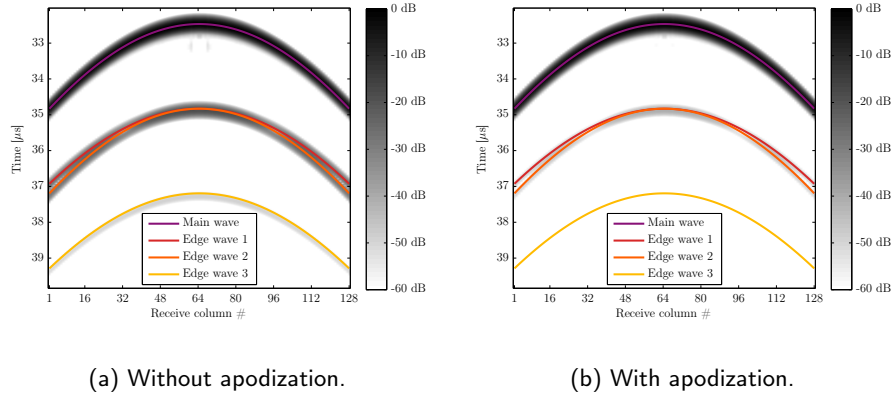 33
34
35
36
37
38
39
Time [µs]
1 16 32 48 64 80 96 112 128
Receive column #
Main wave
Edge wave 1
Edge wave 2
Edge wave 3
0 dB
-10 dB
-20 dB
-30 dB
-40 dB
-50 dB
-60 dB
(a) Without apodization.
33
34
35
36
37
38
39
Time [µs]
1 16 32 48 64 80 96 112 128
Receive column #
Main wave
Edge wave 1
Edge wave 2
Edge wave 3
0 dB
-10 dB
-20 dB
-30 dB
-40 dB
-50 dB
-60 dB
(b) With apodization.